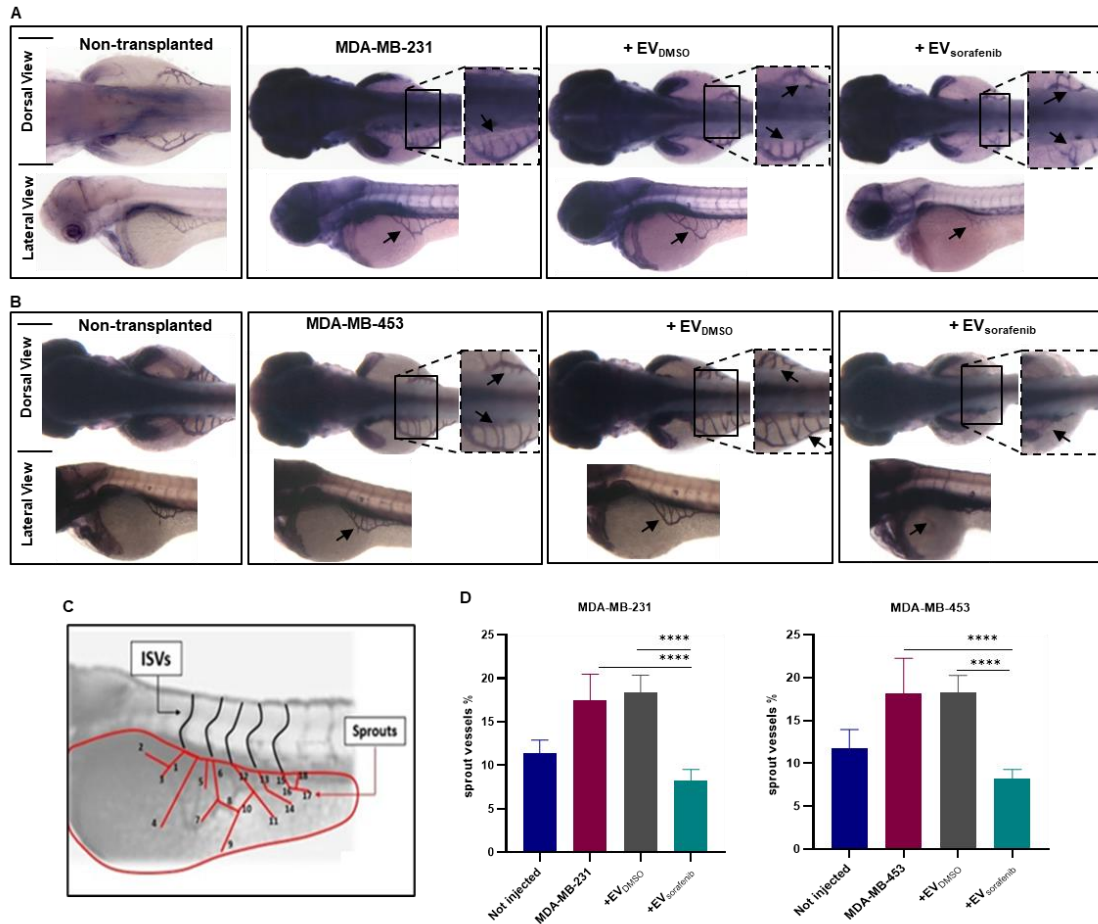 A
Non-transplanted
MDA-MB-231
+ EVDMSO
+ EVsorafenib
Dorsal View
Lateral View
B
Non-transplanted
MDA-MB-453
+ EVDMSO
+ EVsorafenib
Dorsal View
Lateral View
C
ISVs
Sprouts
1
2
3
4
5
6
7
8
9
10
11
12
13
14
15
16
17
18
D
MDA-MB-231
sprout vessels %
25
20
15
10
5
0
****
****
Not injected
MDA-MB-231
+EVDMSO
+EVsorafenib
MDA-MB-453
sprout vessels %
25
20
15
10
5
0
****
****
Not injected
MDA-MB-453
+EVDMSO
+EVsorafenib